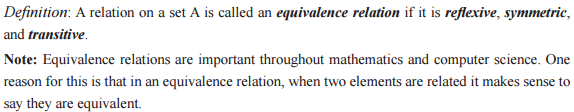 Definition: A relation on a set A is called an equivalence relation if it is reflexive, symmetric,
and transitive.
Note: Equivalence relations are important throughout mathematics and computer science. One
reason for this is that in an equivalence relation, when two elements are related it makes sense to
say they are equivalent.